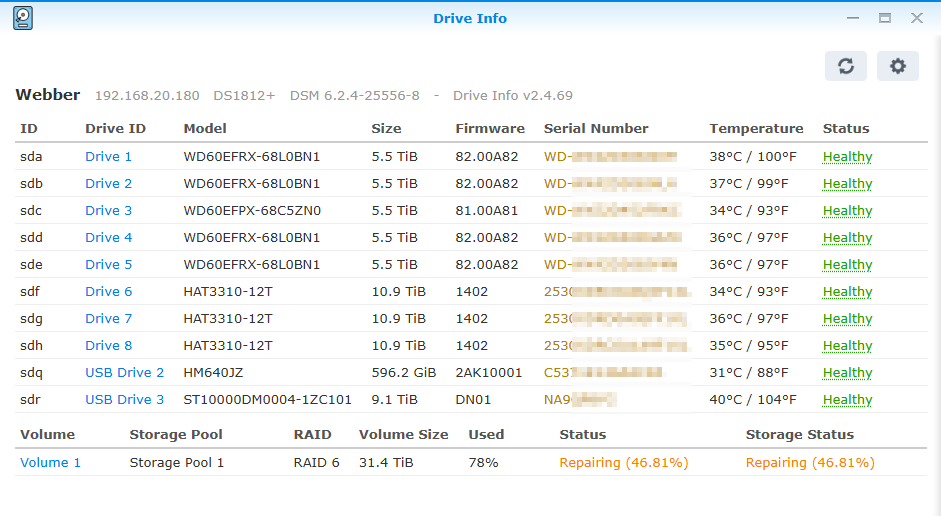 Drive Info
Webber 192.168.20.180 DS1812+ DSM 6.2.4-25556-8 - Drive Info v2.4.69
ID Drive ID Model Size Firmware Serial Number Temperature Status
sda Drive 1 WD60EFRX-68L0BN1 5.5 TiB 82.00A82 WD- 38°C / 100°F Healthy
sdb Drive 2 WD60EFRX-68L0BN1 5.5 TiB 82.00A82 WD- 37°C / 99°F Healthy
sdc Drive 3 WD60EFPX-68C5ZN0 5.5 TiB 81.00A81 WD- 34°C / 93°F Healthy
sdd Drive 4 WD60EFRX-68L0BN1 5.5 TiB 82.00A82 WD- 36°C / 97°F Healthy
sde Drive 5 WD60EFRX-68L0BN1 5.5 TiB 82.00A82 WD- 36°C / 97°F Healthy
sdf Drive 6 HAT3310-12T 10.9 TiB 1402 2530 34°C / 93°F Healthy
sdg Drive 7 HAT3310-12T 10.9 TiB 1402 2530 36°C / 97°F Healthy
sdh Drive 8 HAT3310-12T 10.9 TiB 1402 2530 35°C / 95°F Healthy
sdq USB Drive 2 HM640JZ 596.2 GiB 2AK10001 C537 31°C / 88°F Healthy
sdr USB Drive 3 ST10000DM0004-1ZC101 9.1 TiB DN01 NA9 40°C / 104°F Healthy
Volume Storage Pool RAID Volume Size Used Status Storage Status
Volume 1 Storage Pool 1 RAID 6 31.4 TiB 78% Repairing (46.81%) Repairing (46.81%)